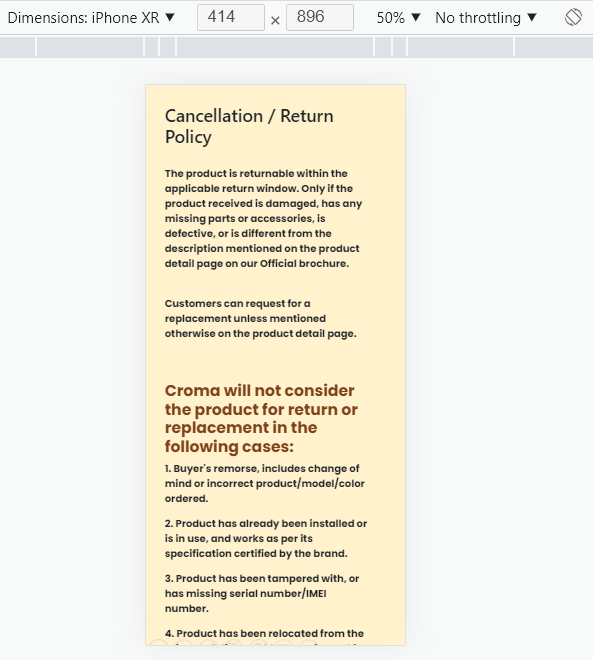 Dimensions: iPhone XR ▼ 414 × 896 50% ▼ No throttling ▼
Cancellation / Return
Policy
The product is returnable within the
applicable return window. Only if the
product received is damaged, has any
missing parts or accessories, is
defective, or is different from the
description mentioned on the product
detail page on our Official brochure.
Customers can request for a
replacement unless mentioned
otherwise on the product detail page.
Croma will not consider
the product for return or
replacement in the
following cases:
1. Buyer's remorse, includes change of
mind or incorrect product/model/color
ordered.
2. Product has already been installed or
is in use, and works as per its
specification certified by the brand.
3. Product has been tampered with, or
has missing serial number/IMEI
number.
4. Product has been relocated from the